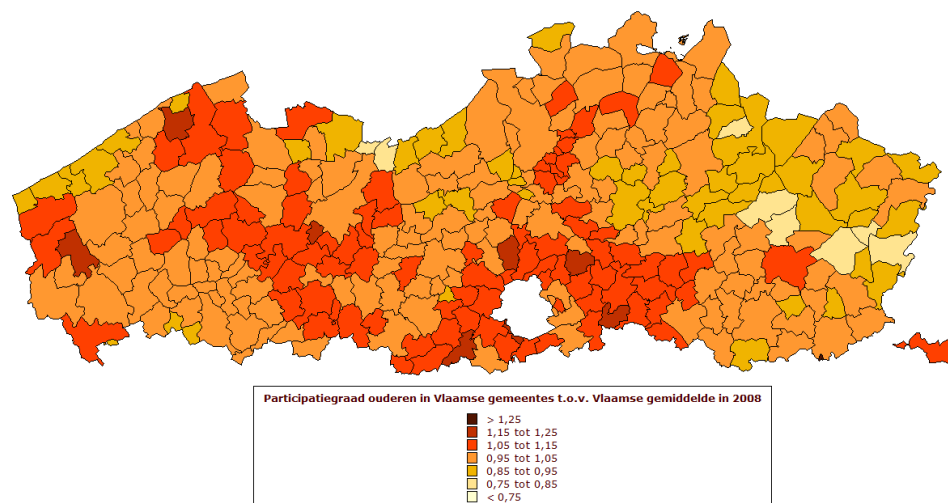 Participatiegraad ouderen in Vlaamse gemeentes t.o.v. Vlaamse gemiddelde in 2008
> 1,25
1,15 tot 1,25
1,05 tot 1,15
0,95 tot 1,05
0,85 tot 0,95
0,75 tot 0,85
< 0,75